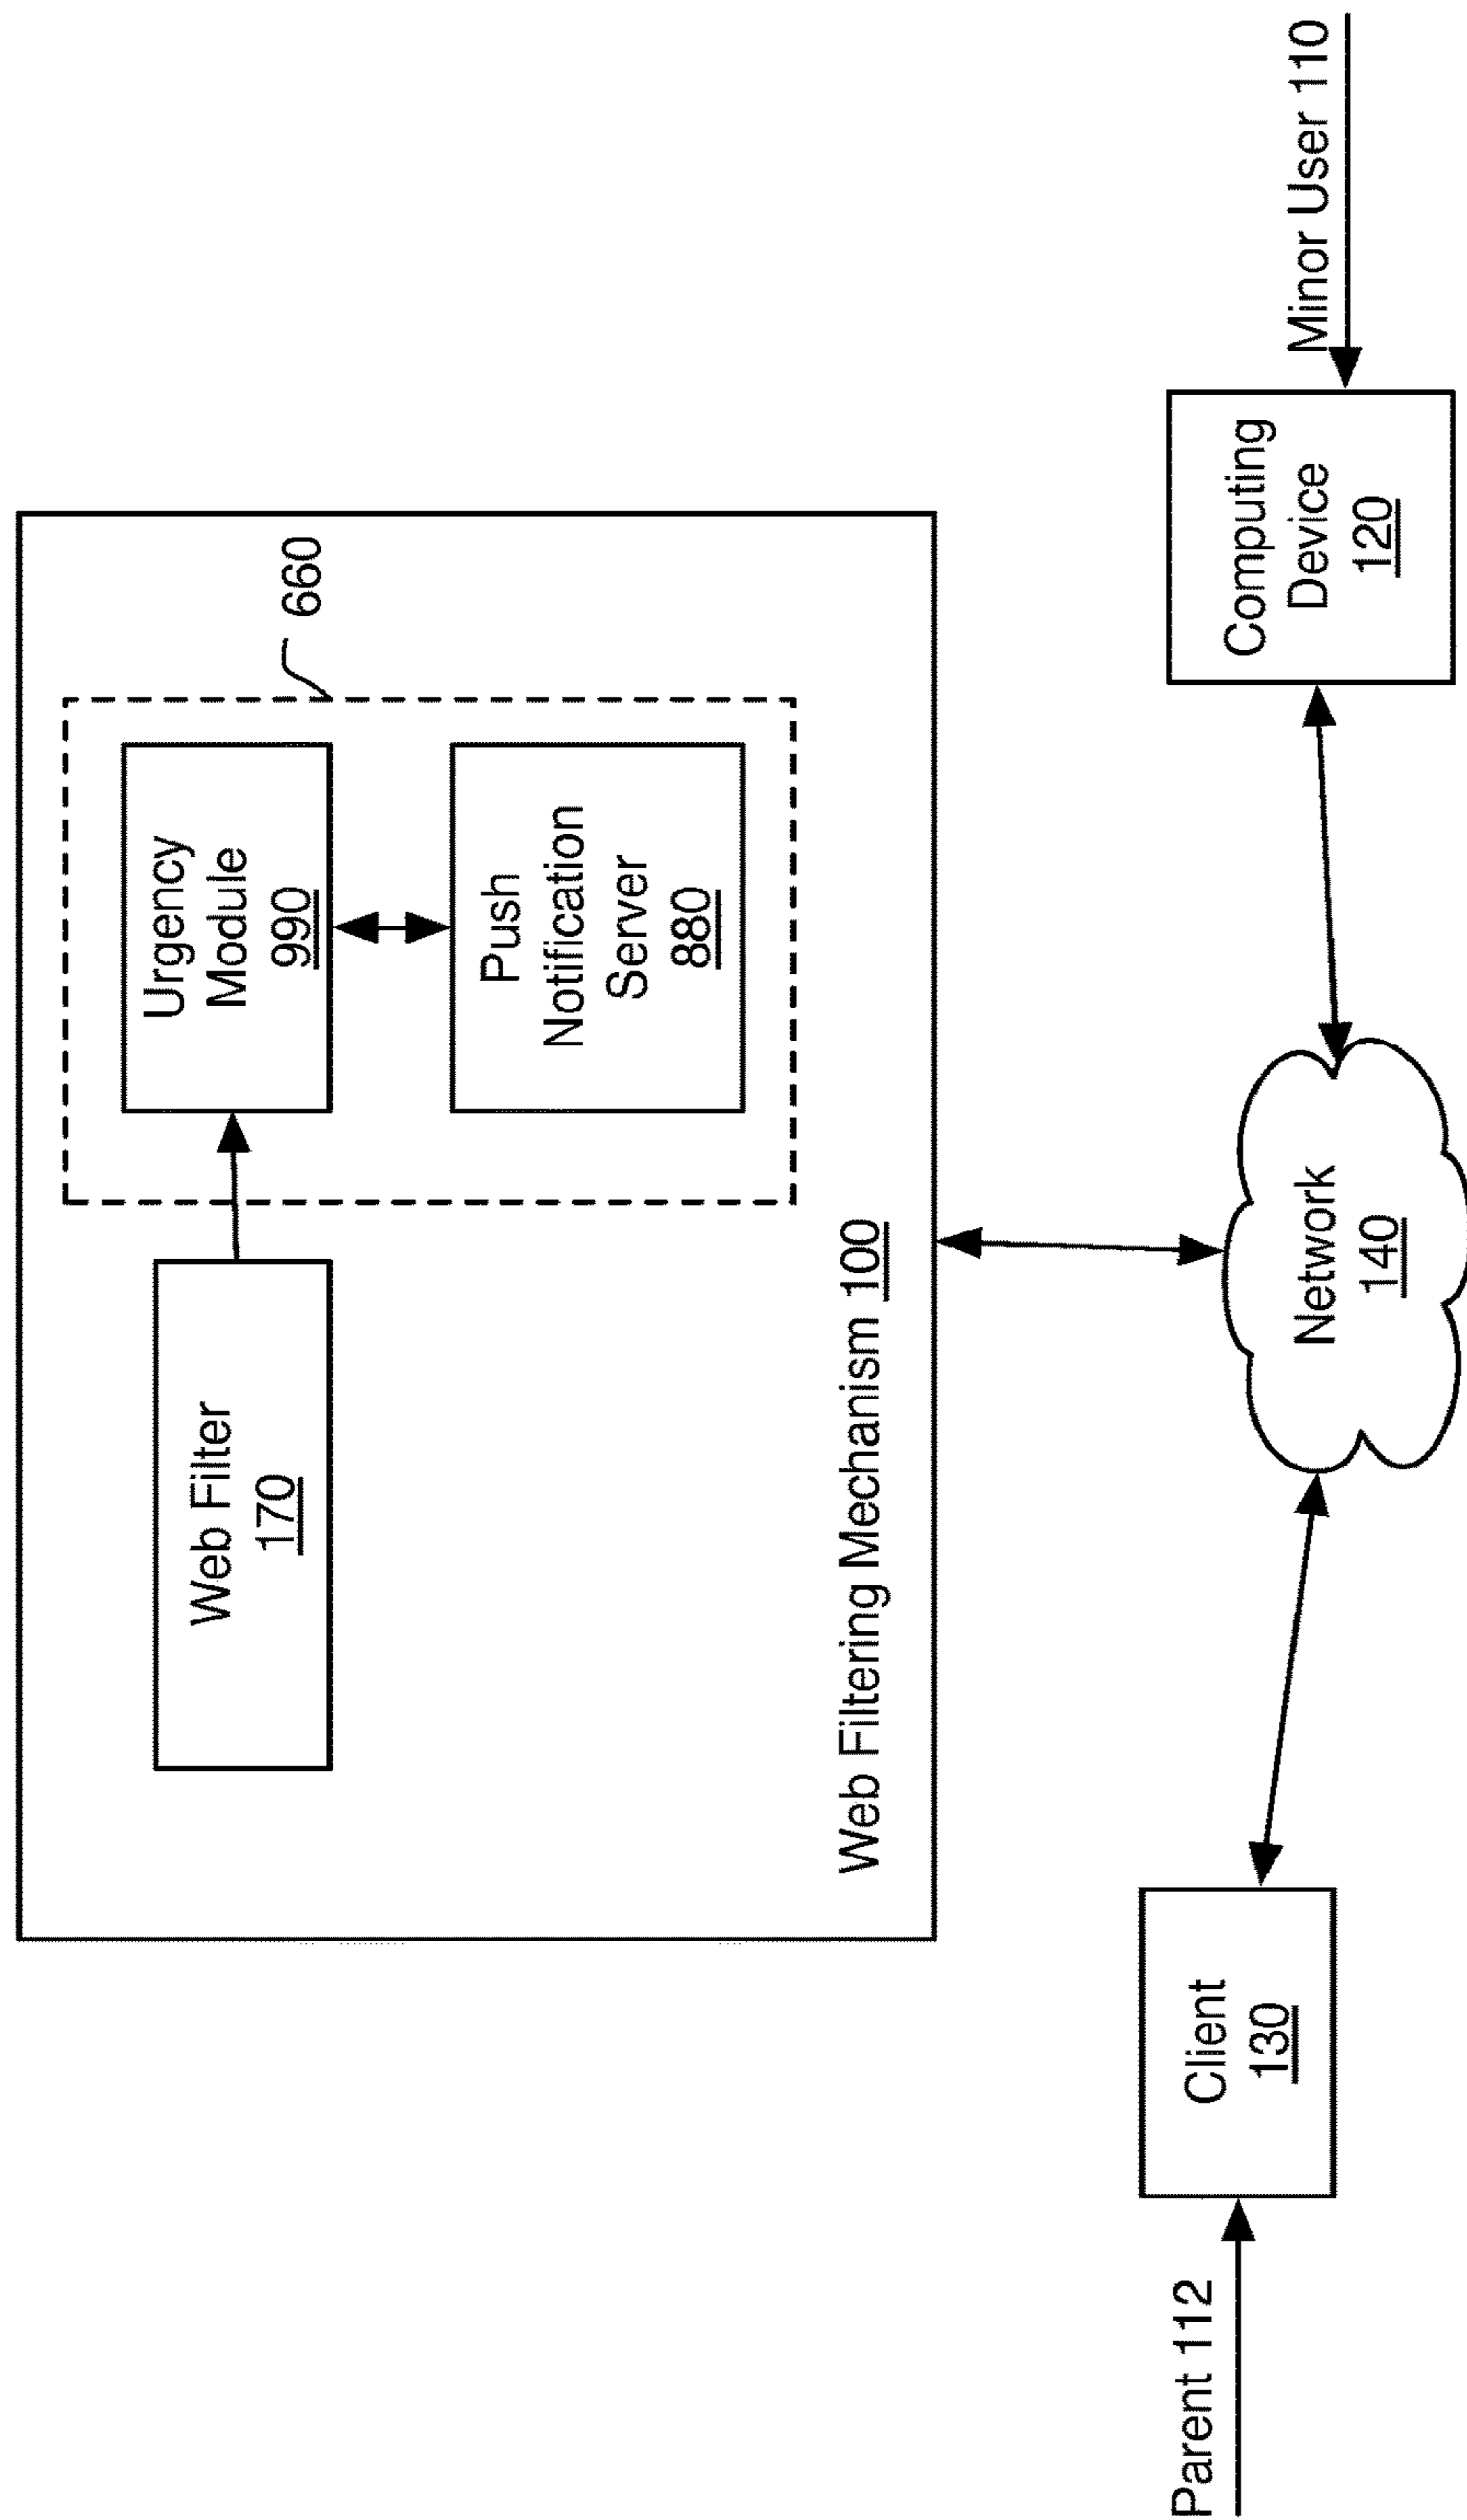 Web Filter
170
Urgency
Module
990
660
Push
Notification
Server
880
Web Filtering Mechanism 100
Parent 112
Client
130
Network
140
Computing
Device
120
Minor User 110